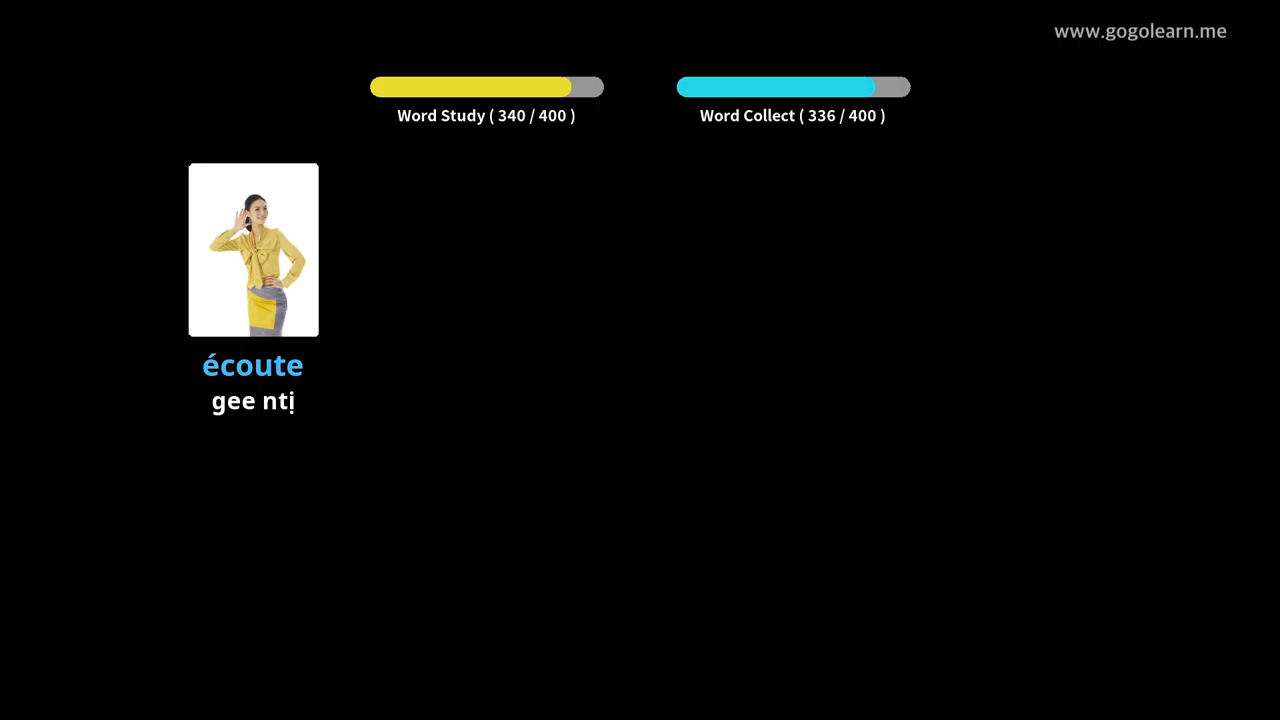 www.gogolearn.me
Word Study ( 340 / 400 )
Word Collect ( 336 / 400 )
écoute
gee ntị